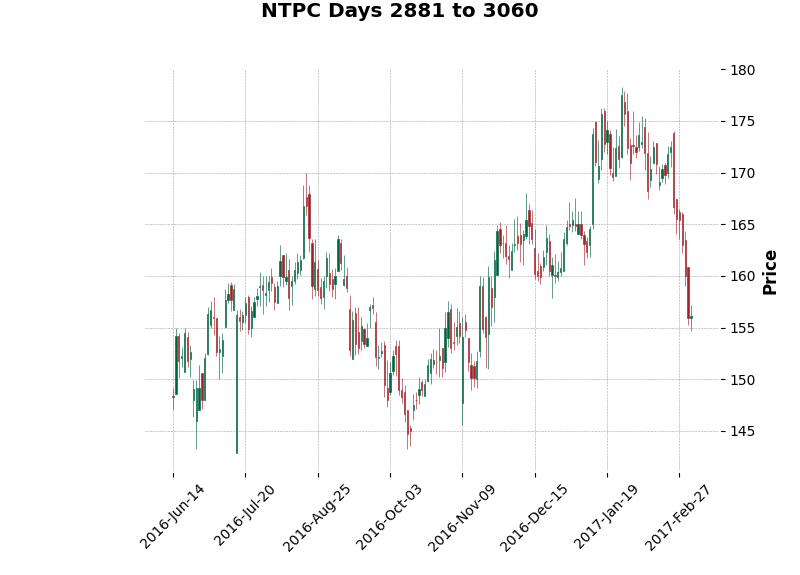 NTPC Days 2881 to 3060
180
175
170
165
160
155
150
145
Price
2016-Jun-14
2016-Jul-20
2016-Aug-25
2016-Oct-03
2016-Nov-09
2016-Dec-15
2017-Jan-19
2017-Feb-27